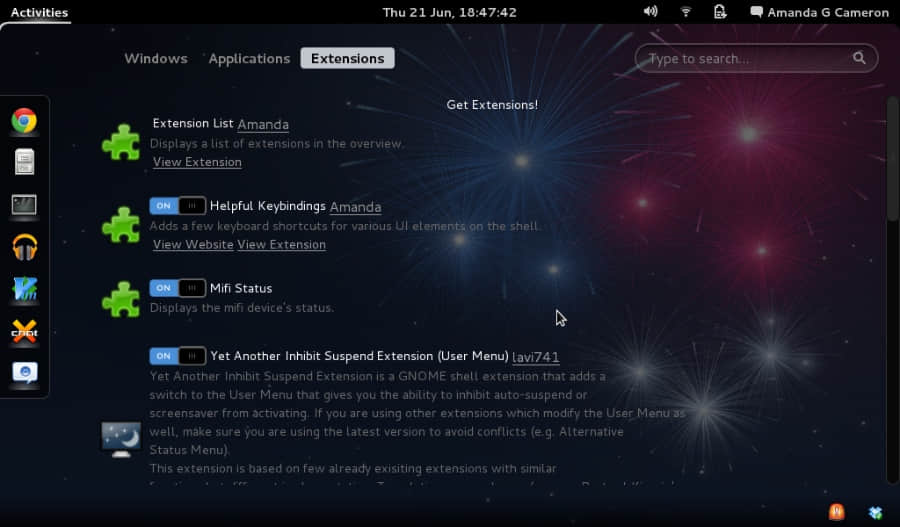 Activities
Thu 21 Jun, 18:47:42
Amanda G Cameron
Windows Applications Extensions
Type to search...
Get Extensions!
Extension List Amanda
Displays a list of extensions in the overview.
View Extension
ON Helpful Keybindings Amanda
Adds a few keyboard shortcuts for various UI elements on the shell.
View Website View Extension
ON Mifi Status
Displays the mifi device's status.
ON Yet Another Inhibit Suspend Extension (User Menu) lavi741
Yet Another Inhibit Suspend Extension is a GNOME shell extension that adds a
switch to the User Menu that gives you the ability to inhibit auto-suspend or
screensaver from activating. If you are using other extensions which modify the User Menu as
well, make sure you are using the latest version to avoid conflicts (e.g. Alternative
Status Menu).
This extension is based on few already exisiting extensions with similar